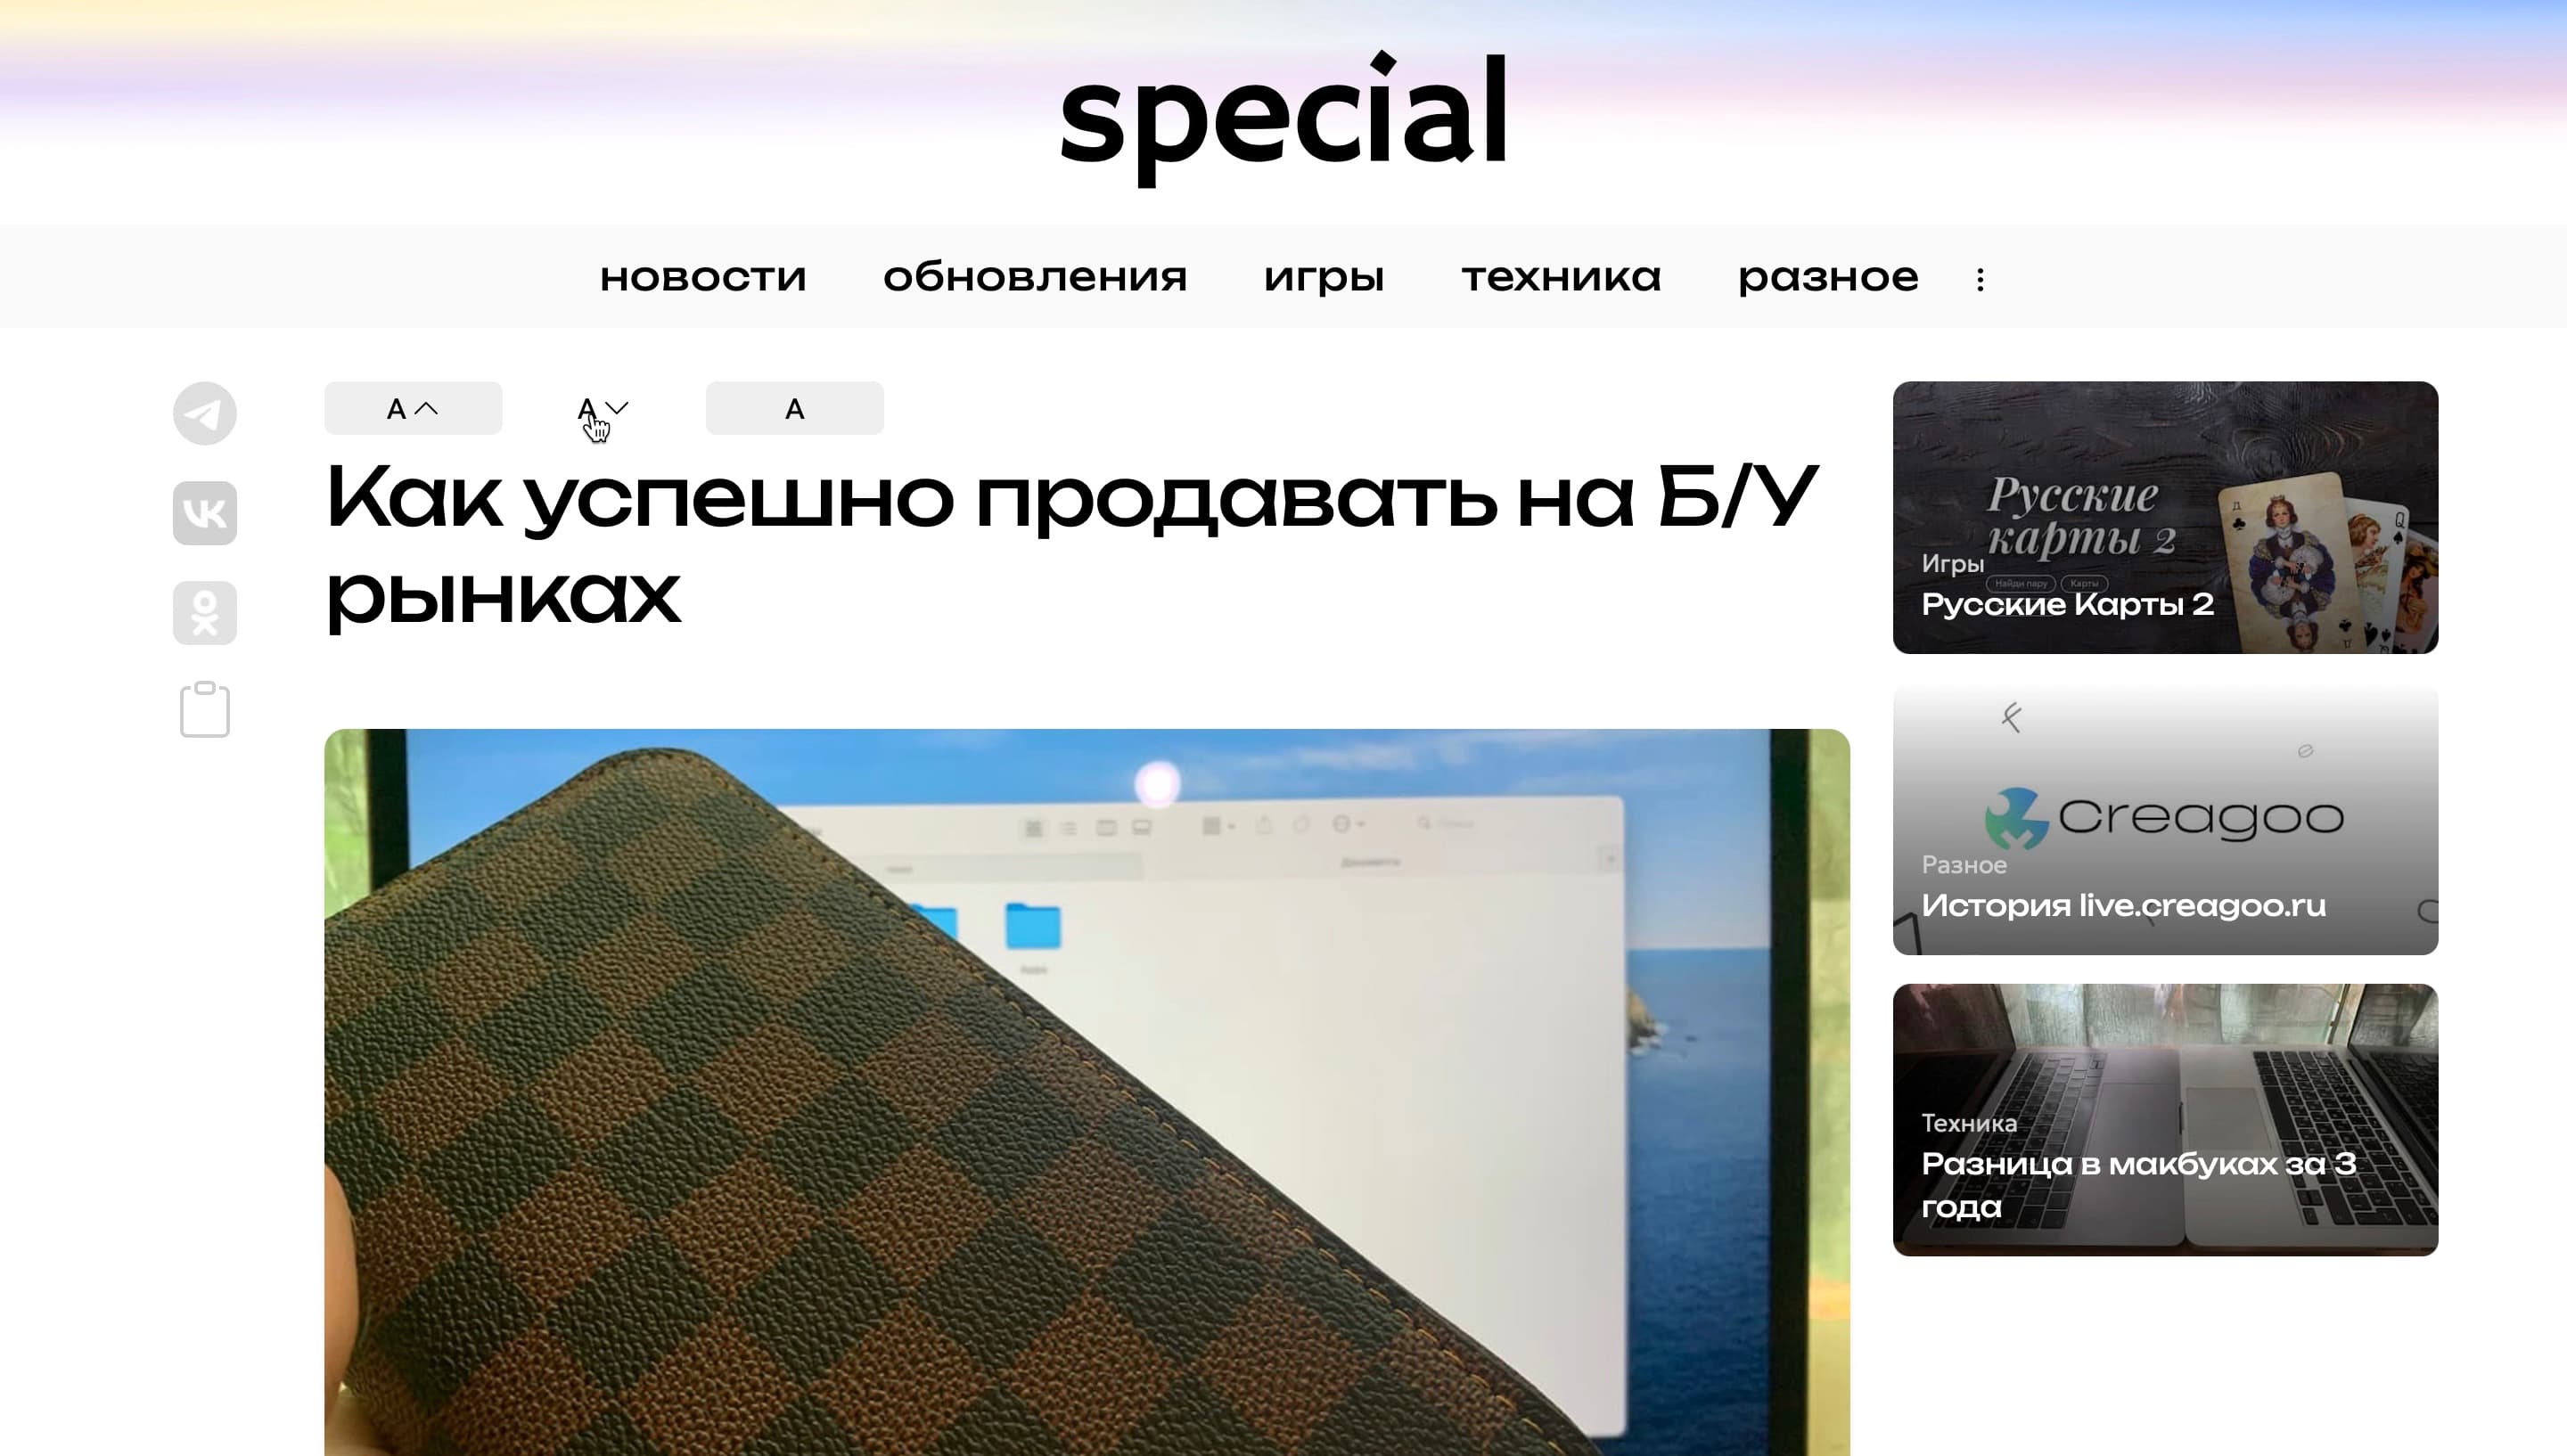 special
новости обновления игры техника разное
A A A
Как успешно продавать на Б/У
рынках
Русские
карты 2
Игры
Найди пару Карты
Русские Карты 2
Creagoo
Разное
История live.creagoo.ru
Техника
Разница в макбуках за 3
года